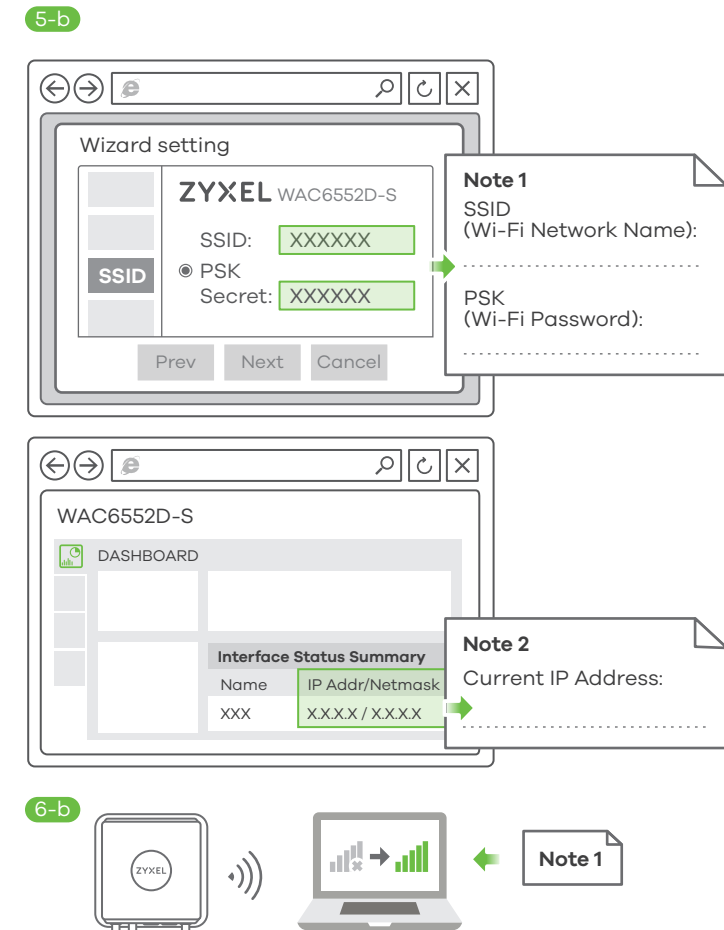 5-b
Wizard setting
ZYXEL WAC6552D-S
SSID: XXXXXX
SSID
PSK
Secret: XXXXXX
Prev Next Cancel
Note 1
SSID
(Wi-Fi Network Name):
PSK
(Wi-Fi Password):
WAC6552D-S
DASHBOARD
Interface Status Summary
Name IP Addr/Netmask
XXX X.X.X.X / X.X.X.X
Note 2
Current IP Address:
6-b
ZYXEL
Note 1